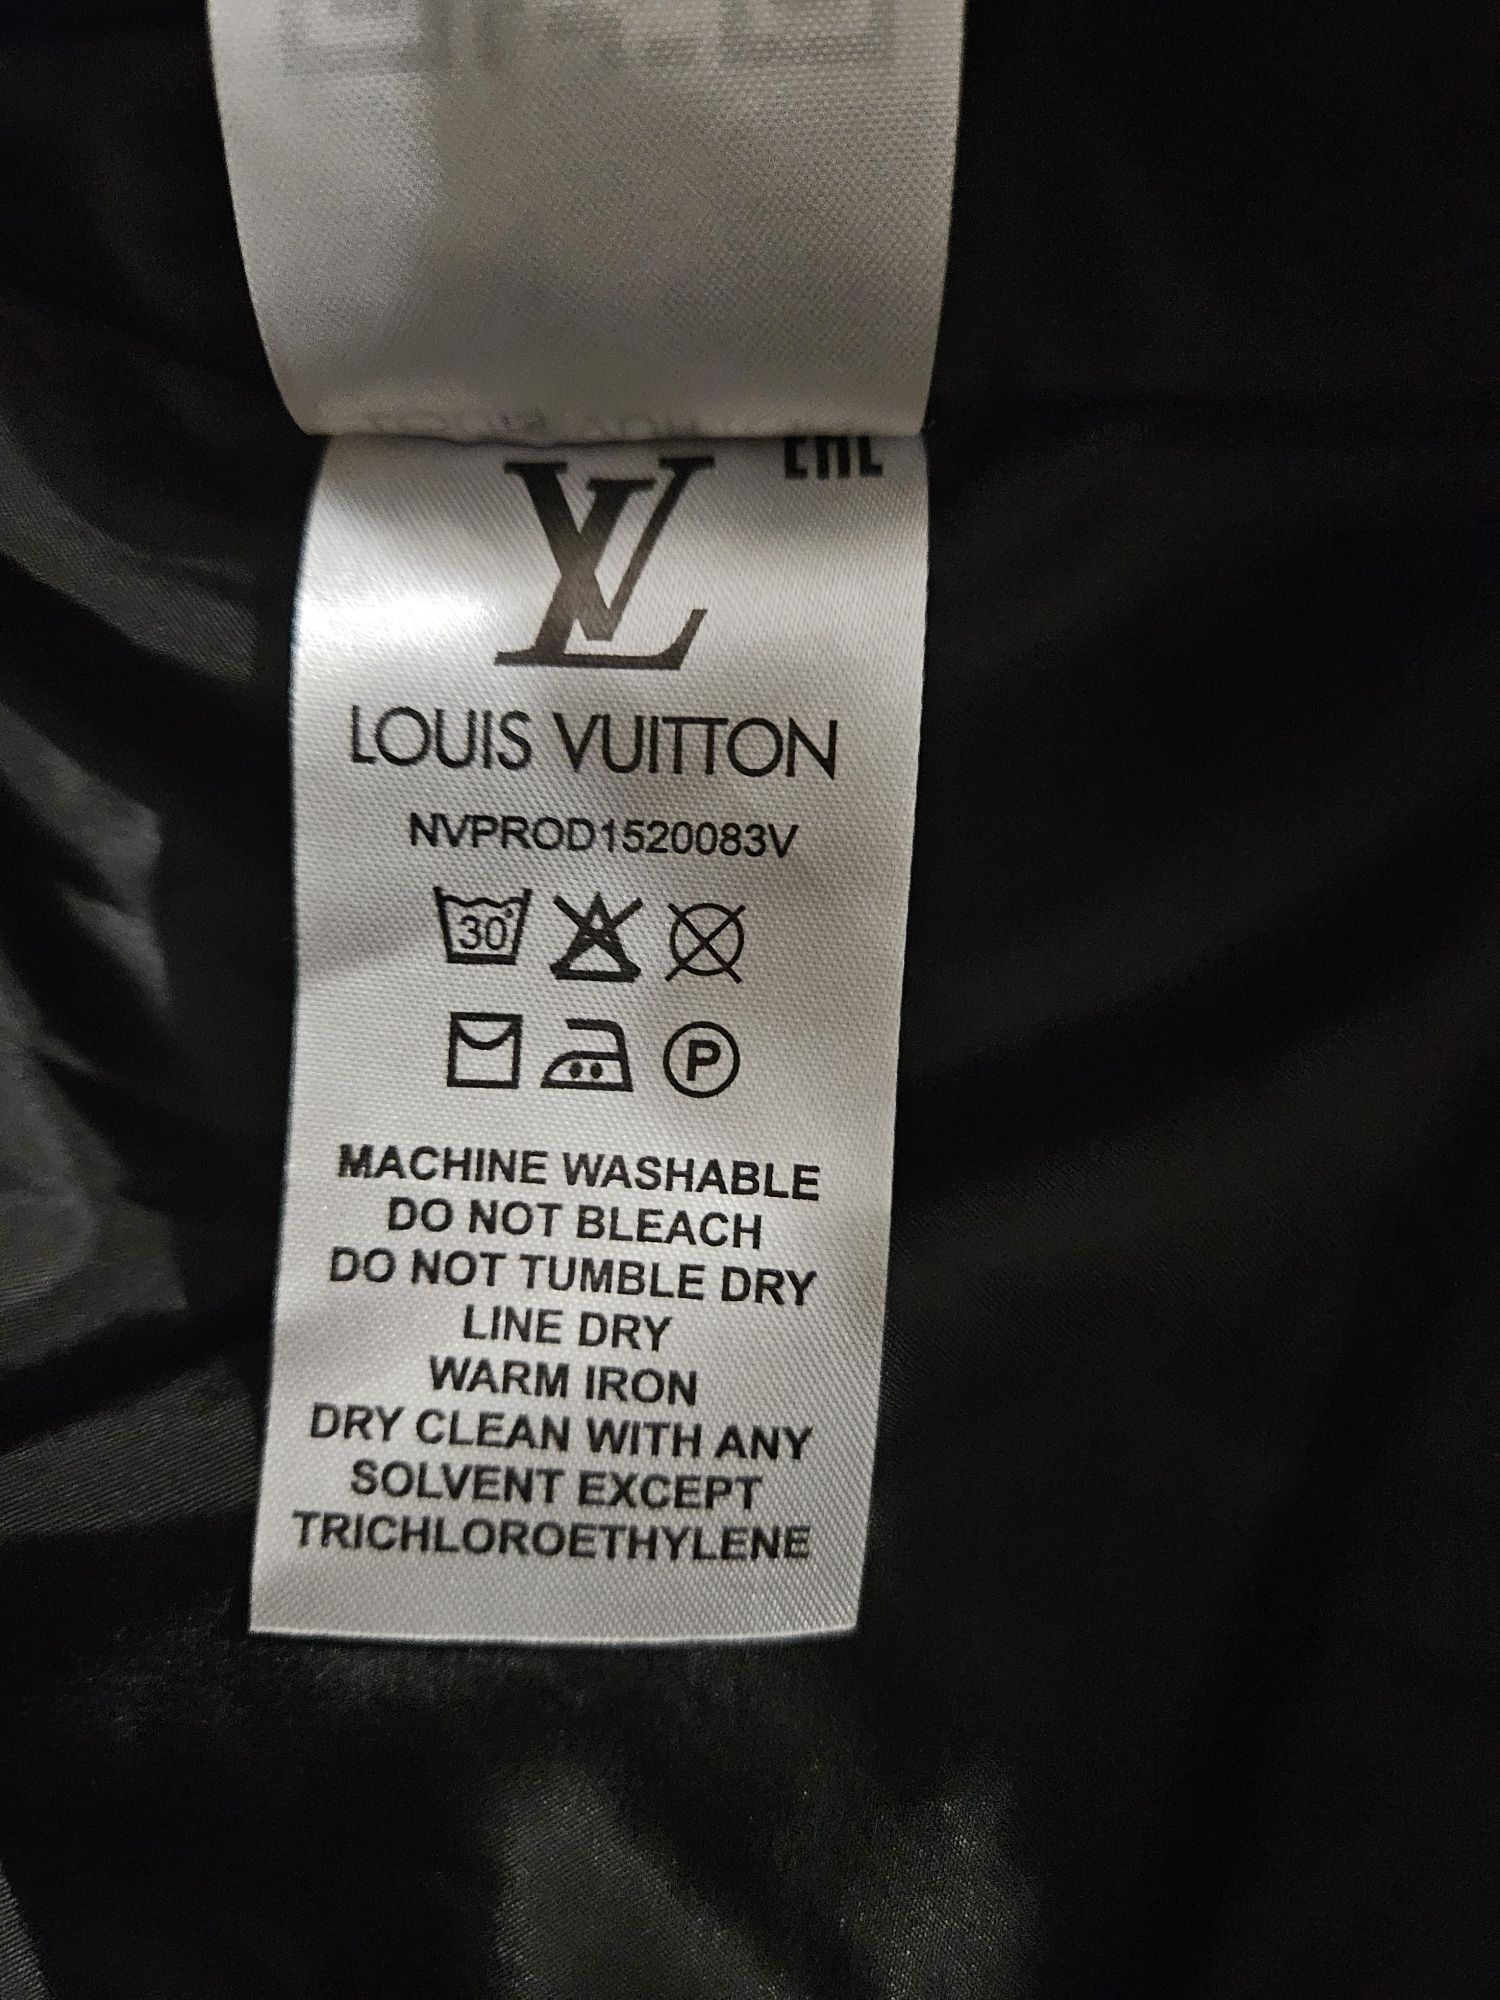 LV
LOUIS VUITTON
NVPROD1520083V
30°
P
MACHINE WASHABLE
DO NOT BLEACH
DO NOT TUMBLE DRY
LINE DRY
WARM IRON
DRY CLEAN WITH ANY
SOLVENT EXCEPT
TRICHLOROETHYLENE